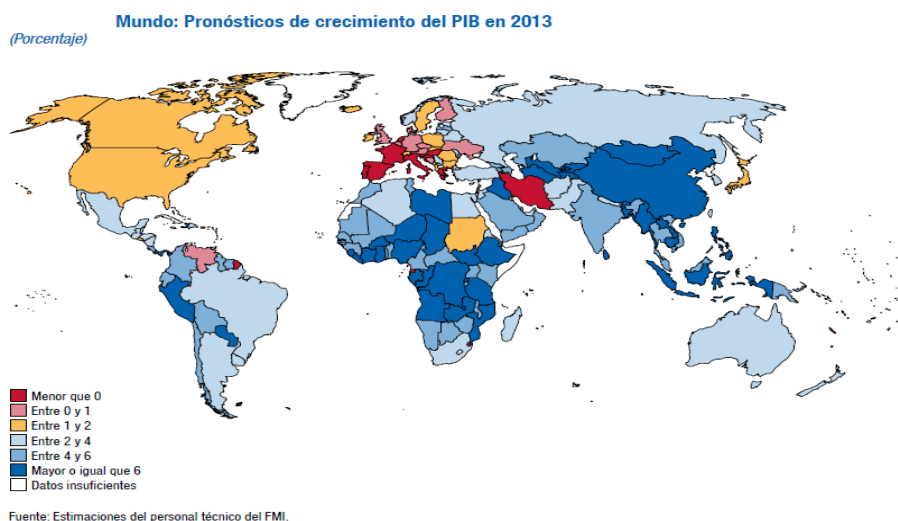 Mundo: Pronósticos de crecimiento del PIB en 2013
(Porcentaje)
Menor que 0
Entre 0 y 1
Entre 1 y 2
Entre 2 y 4
Entre 4 y 6
Mayor o igual que 6
Datos insuficientes
Fuente: Estimaciones del personal técnico del FMI.